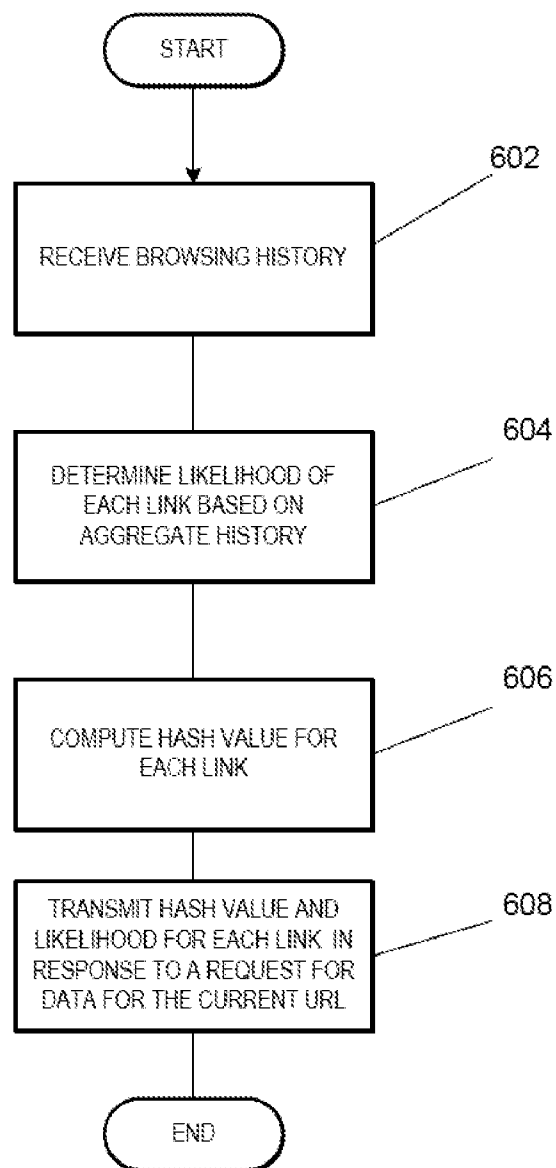 START
602
RECEIVE BROWSING HISTORY
604
DETERMINE LIKELIHOOD OF
EACH LINK BASED ON
AGGREGATE HISTORY
606
COMPUTE HASH VALUE FOR
EACH LINK
608
TRANSMIT HASH VALUE AND
LIKELIHOOD FOR EACH LINK IN
RESPONSE TO A REQUEST FOR
DATA FOR THE CURRENT URL
END